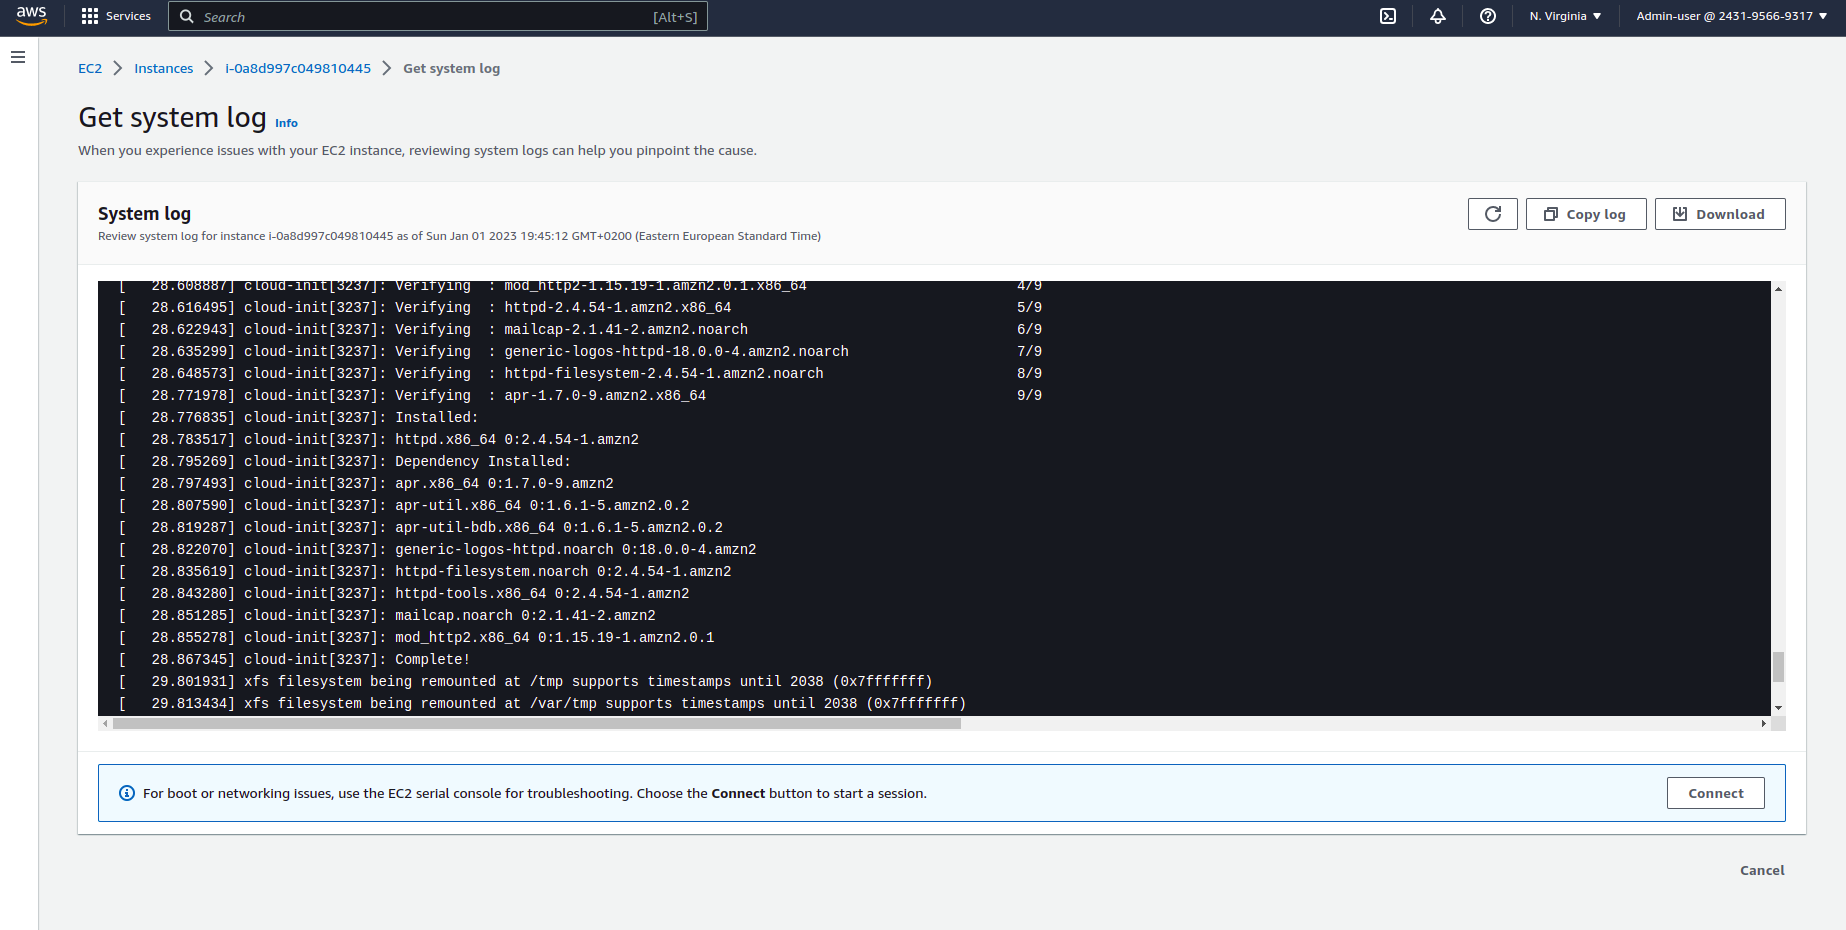 aws Services Search [Alt+S] N. Virginia Admin-user @ 2431-9566-9317
EC2 Instances i-0a8d997c049810445 Get system log
Get system log Info
When you experience issues with your EC2 instance, reviewing system logs can help you pinpoint the cause.
System log
Copy log Download
Review system log for instance i-0a8d997c049810445 as of Sun Jan 01 2023 19:45:12 GMT+0200 (Eastern European Standard Time)
[   28.608887] cloud-init[3237]: Verifying  : mod_http2-1.15.19-1.amzn2.0.1.x86_64                         4/9
[   28.616495] cloud-init[3237]: Verifying  : httpd-2.4.54-1.amzn2.x86_64                                  5/9
[   28.622943] cloud-init[3237]: Verifying  : mailcap-2.1.41-2.amzn2.noarch                                6/9
[   28.635299] cloud-init[3237]: Verifying  : generic-logos-httpd-18.0.0-4.amzn2.noarch                    7/9
[   28.648573] cloud-init[3237]: Verifying  : httpd-filesystem-2.4.54-1.amzn2.noarch                       8/9
[   28.771978] cloud-init[3237]: Verifying  : apr-1.7.0-9.amzn2.x86_64                                     9/9
[   28.776835] cloud-init[3237]: Installed:
[   28.783517] cloud-init[3237]: httpd.x86_64 0:2.4.54-1.amzn2
[   28.795269] cloud-init[3237]: Dependency Installed:
[   28.797493] cloud-init[3237]: apr.x86_64 0:1.7.0-9.amzn2
[   28.807590] cloud-init[3237]: apr-util.x86_64 0:1.6.1-5.amzn2.0.2
[   28.819287] cloud-init[3237]: apr-util-bdb.x86_64 0:1.6.1-5.amzn2.0.2
[   28.822070] cloud-init[3237]: generic-logos-httpd.noarch 0:18.0.0-4.amzn2
[   28.835619] cloud-init[3237]: httpd-filesystem.noarch 0:2.4.54-1.amzn2
[   28.843280] cloud-init[3237]: httpd-tools.x86_64 0:2.4.54-1.amzn2
[   28.851285] cloud-init[3237]: mailcap.noarch 0:2.1.41-2.amzn2
[   28.855278] cloud-init[3237]: mod_http2.x86_64 0:1.15.19-1.amzn2.0.1
[   28.867345] cloud-init[3237]: Complete!
[   29.801931] xfs filesystem being remounted at /tmp supports timestamps until 2038 (0x7fffffff)
[   29.813434] xfs filesystem being remounted at /var/tmp supports timestamps until 2038 (0x7fffffff)
For boot or networking issues, use the EC2 serial console for troubleshooting. Choose the Connect button to start a session. Connect
Cancel